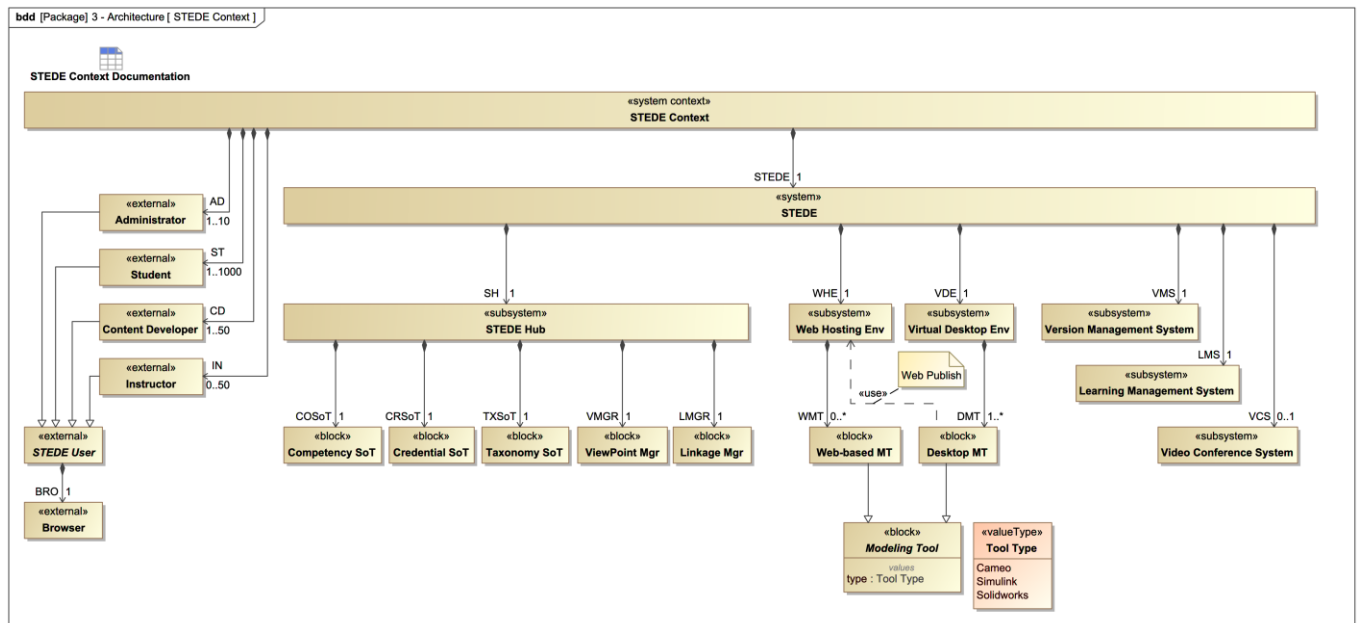 bdd [Package] 3 - Architecture [ STEDE Context ]
STEDE Context Documentation
«system context»
STEDE Context
STEDE 1
«system»
STEDE
AD
1..10
«external»
Administrator
ST
1..1000
«external»
Student
CD
1..50
«external»
Content Developer
IN
0..50
«external»
Instructor
«external»
STEDE User
BRO 1
«external»
Browser
SH 1
«subsystem»
STEDE Hub
WHE 1
«subsystem»
Web Hosting Env
VDE 1
«subsystem»
Virtual Desktop Env
VMS 1
«subsystem»
Version Management System
LMS 1
«subsystem»
Learning Management System
VCS 0..1
«subsystem»
Video Conference System
Web Publish
«use»
COSoT 1
«block»
Competency SoT
CRSoT 1
«block»
Credential SoT
TXSoT 1
«block»
Taxonomy SoT
VMGR 1
«block»
ViewPoint Mgr
LMGR 1
«block»
Linkage Mgr
WMT 0..*
«block»
Web-based MT
DMT 1..*
«block»
Desktop MT
«block»
Modeling Tool
values
type : Tool Type
«valueType»
Tool Type
Cameo
Simulink
Solidworks